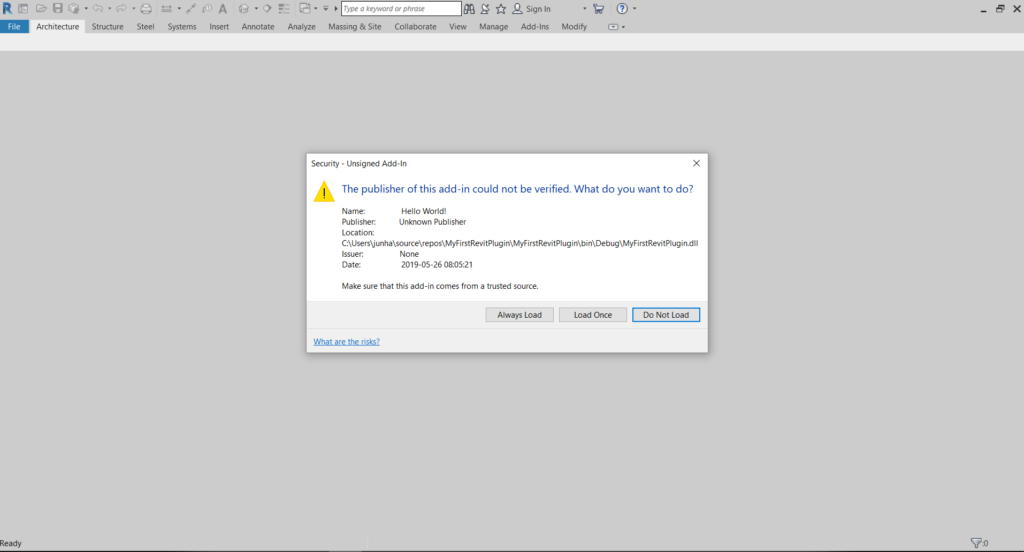 R A Type a keyword or phrase Sign In ?
File Architecture Structure Steel Systems Insert Annotate Analyze Massing & Site Collaborate View Manage Add-Ins Modify
Security - Unsigned Add-In
The publisher of this add-in could not be verified. What do you want to do?
Name: Hello World!
Publisher: Unknown Publisher
Location:
C:\Users\junha\source\repos\MyFirstRevitPlugin\MyFirstRevitPlugin\bin\Debug\MyFirstRevitPlugin.dll
Issuer: None
Date: 2019-05-26 08:05:21
Make sure that this add-in comes from a trusted source.
Always Load Load Once Do Not Load
What are the risks?
Ready :0